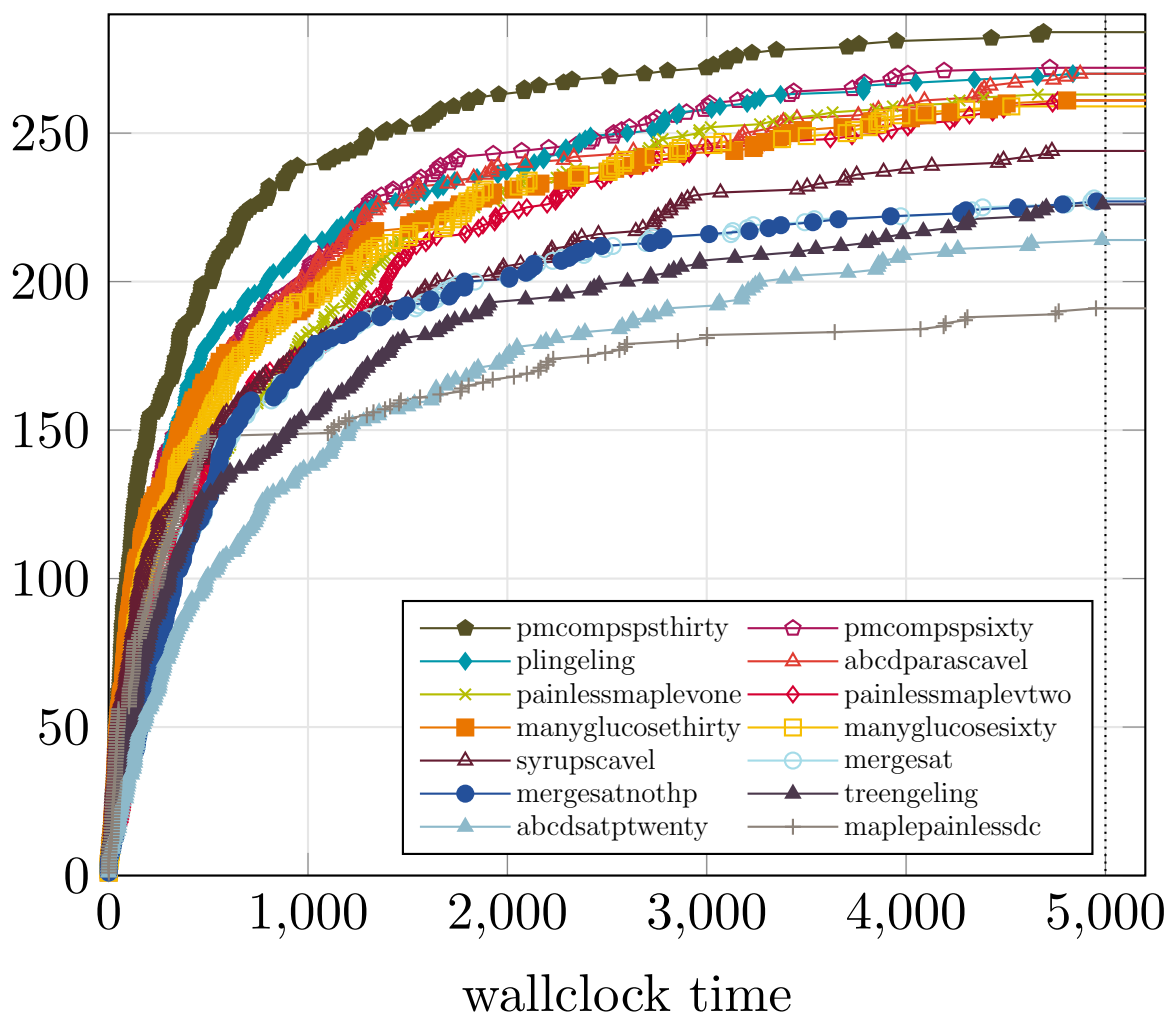 250
200
150
100
50
0
pmcompspsthirty pmcompspsixty
plingeling abcdparascavel
painlessmaplevone painlessmaplevtwo
manyglucosethirty manyglucosesixty
syrupscavel mergesat
mergesatnothp treengeling
abcdsatptwenty maplepainlessdc
0 1,000 2,000 3,000 4,000 5,000
wallclock time